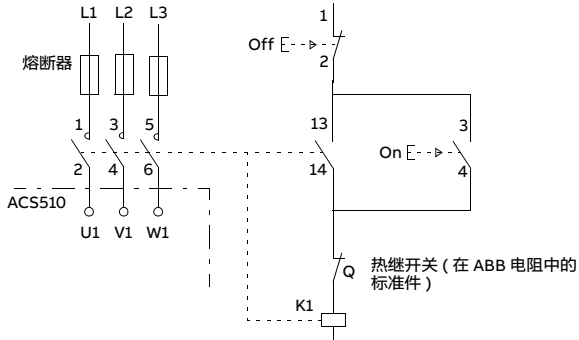 L1 L2 L3
1
Off
2
熔断器
1 3 5
13
3
On
2 4 6
14
4
ACS510
U1 V1 W1
Q
热继开关 ( 在 ABB 电阻中的
标准件 )
K1